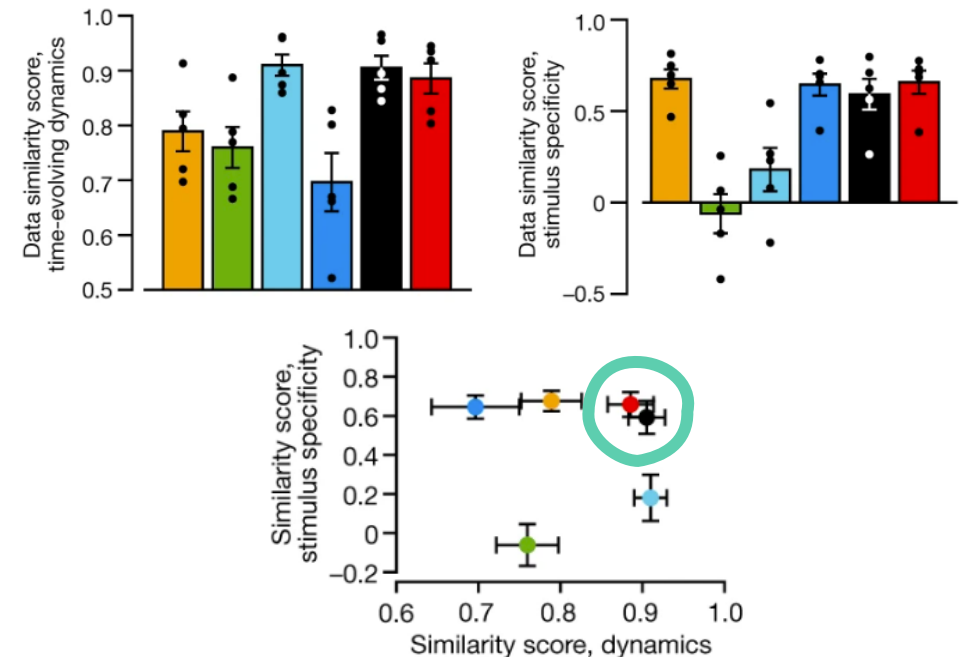 Data similarity score,
time-evolving dynamics
1.0
0.9
0.8
0.7
0.6
0.5
Data similarity score,
stimulus specificity
1.0
0.5
0
–0.5
Similarity score,
stimulus specificity
1.0
0.8
0.6
0.4
0.2
0
–0.2
0.6 0.7 0.8 0.9 1.0
Similarity score, dynamics